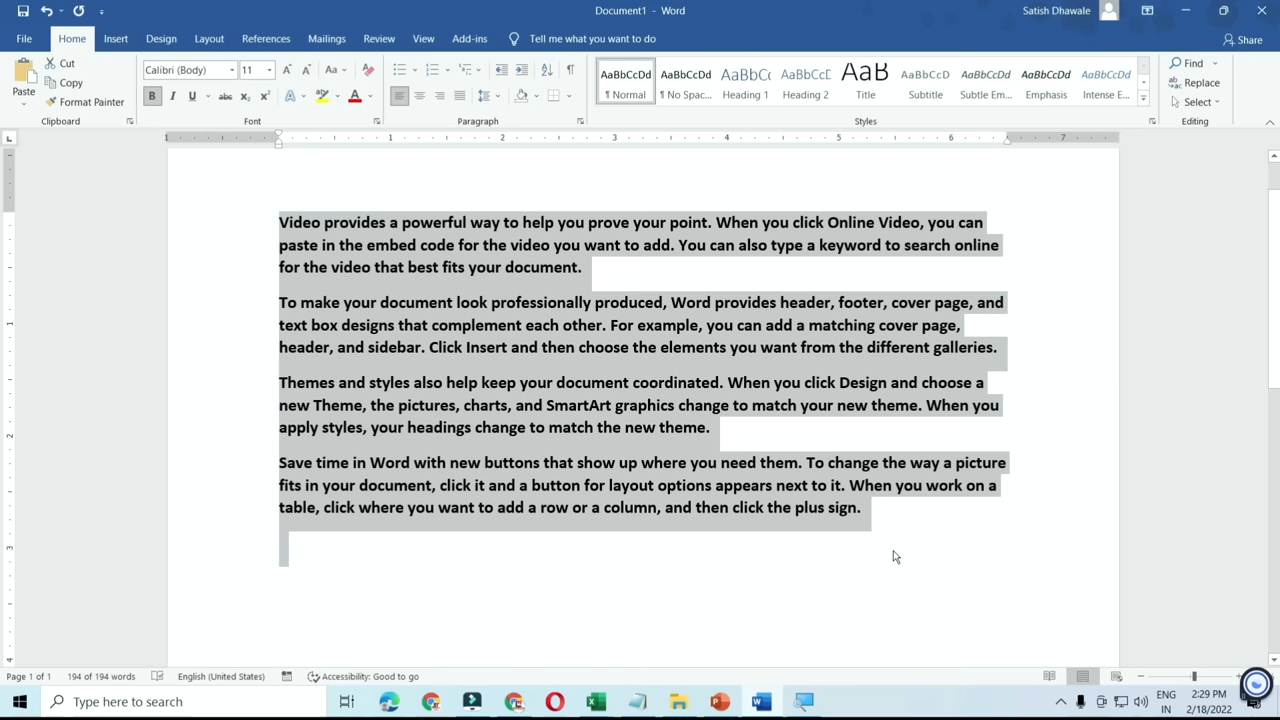 Document1 - Word
Satish Dhawale
File Home Insert Design Layout References Mailings Review View Add-ins Tell me what you want to do
Share
Paste
Cut
Copy
Format Painter
Clipboard
Calibri (Body) 11
Font
Paragraph
AaBbCcDd AaBbCcDd AaBbC( AaBbCcE AaB AaBbCcD AaBbCcDd AaBbCcDd AaBbCcDd
¶ Normal ¶ No Spac... Heading 1 Heading 2 Title Subtitle Subtle Em... Emphasis Intense E...
Styles
Find
Replace
Select
Editing
1 1 2 3 4 5 6 7
Video provides a powerful way to help you prove your point. When you click Online Video, you can
paste in the embed code for the video you want to add. You can also type a keyword to search online
for the video that best fits your document.
To make your document look professionally produced, Word provides header, footer, cover page, and
text box designs that complement each other. For example, you can add a matching cover page,
header, and sidebar. Click Insert and then choose the elements you want from the different galleries.
Themes and styles also help keep your document coordinated. When you click Design and choose a
new Theme, the pictures, charts, and SmartArt graphics change to match your new theme. When you
apply styles, your headings change to match the new theme.
Save time in Word with new buttons that show up where you need them. To change the way a picture
fits in your document, click it and a button for layout options appears next to it. When you work on a
table, click where you want to add a row or a column, and then click the plus sign.
1
2
3
4
Page 1 of 1 194 of 194 words English (United States) Accessibility: Good to go
Type here to search
ENG
IN
2:29 PM
2/18/2022